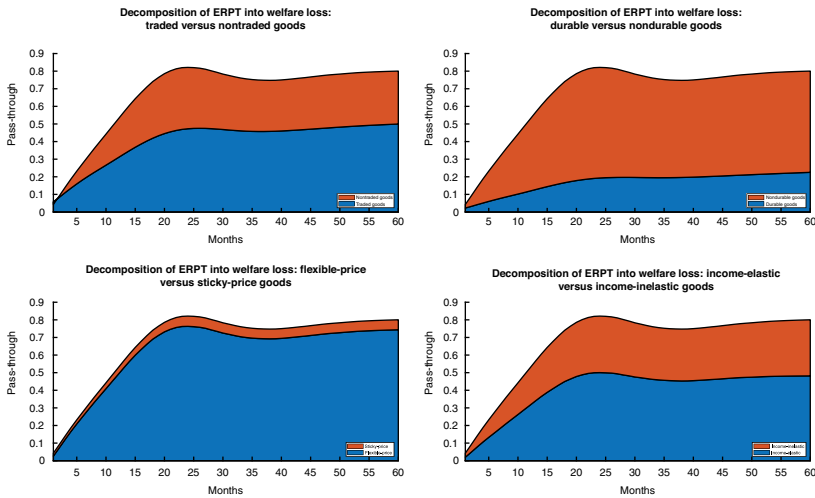 Decomposition of ERPT into welfare loss:
traded versus nontraded goods
0.9
0.8
0.7
0.6
0.5
0.4
0.3
0.2
0.1
0
Pass-through
5 10 15 20 25 30 35 40 45 50 55 60
Months
Nontraded goods
Traded goods
Decomposition of ERPT into welfare loss:
durable versus nondurable goods
0.9
0.8
0.7
0.6
0.5
0.4
0.3
0.2
0.1
0
Pass-through
5 10 15 20 25 30 35 40 45 50 55 60
Months
Nondurable goods
Durable goods
Decomposition of ERPT into welfare loss: flexible-price
versus sticky-price goods
0.9
0.8
0.7
0.6
0.5
0.4
0.3
0.2
0.1
0
Pass-through
5 10 15 20 25 30 35 40 45 50 55 60
Months
Sticky-price
Flexible-price
Decomposition of ERPT into welfare loss: income-elastic
versus income-inelastic goods
0.9
0.8
0.7
0.6
0.5
0.4
0.3
0.2
0.1
0
Pass-through
5 10 15 20 25 30 35 40 45 50 55 60
Months
Income-inelastic
Income-elastic